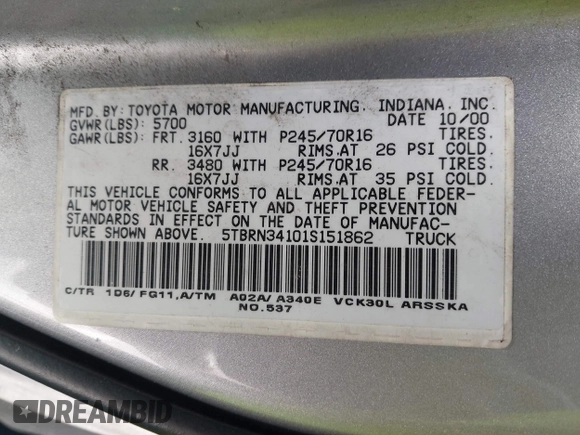 MFD. BY: TOYOTA MOTOR MANUFACTURING, INDIANA, INC.
GVWR(LBS): 5700 DATE 10/00
GAWR(LBS): FRT. 3160 WITH P245/70R16 TIRES.
16X7JJ RIMS.AT 26 PSI COLD.
RR. 3480 WITH P245/70R16 TIRES.
16X7JJ RIMS.AT 35 PSI COLD.
THIS VEHICLE CONFORMS TO ALL APPLICABLE FEDER-
AL MOTOR VEHICLE SAFETY AND THEFT PREVENTION
STANDARDS IN EFFECT ON THE DATE OF MANUFAC-
TURE SHOWN ABOVE. 5TBRN34101S151862 TRUCK
C/TR 1D6/FG11,A/TM A02A/A340E VCK30L ARSSKA
NO.537
DREAMBID